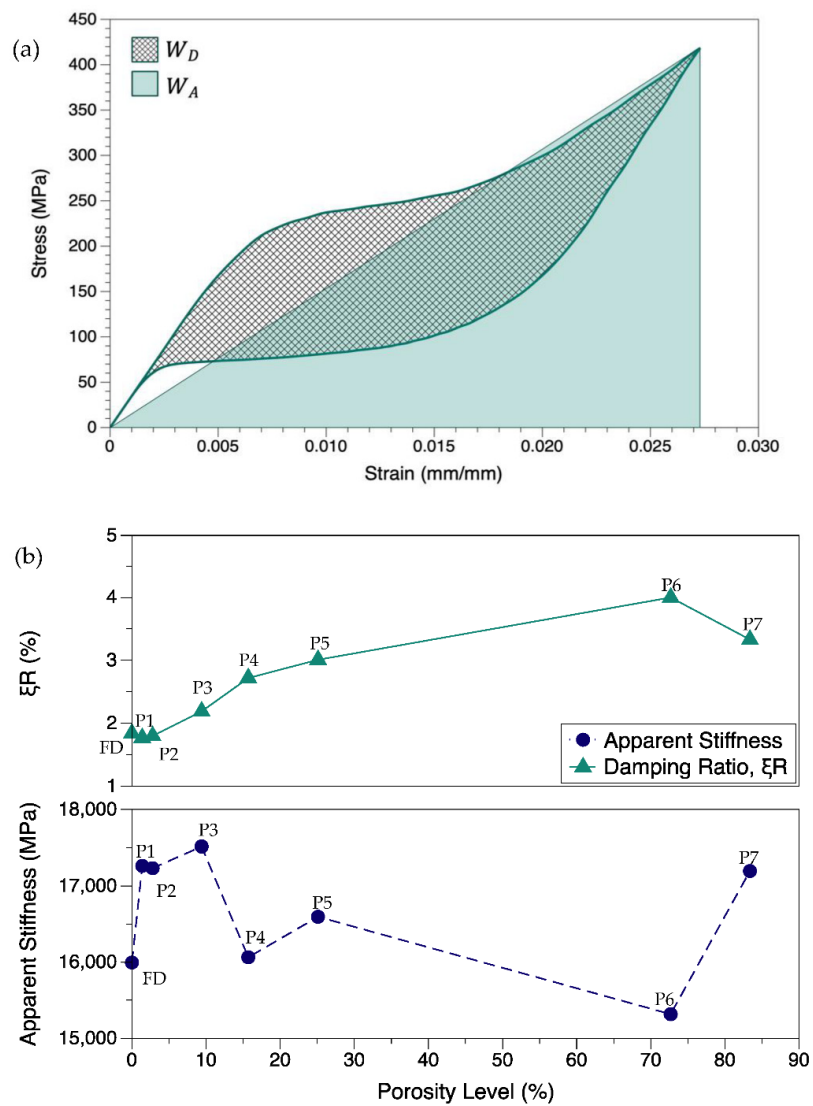 (a)
W_D
W_A
450
400
350
300
250
200
150
100
50
0
Stress (MPa)
0 0.005 0.010 0.015 0.020 0.025 0.030
Strain (mm/mm)
(b)
5
4
3
2
1
ξR (%)
FD P1 P2 P3 P4 P5 P6 P7
Apparent Stiffness
Damping Ratio, ξR
18,000
17,000
16,000
15,000
Apparent Stiffness (MPa)
FD P1 P2 P3 P4 P5 P6 P7
0 10 20 30 40 50 60 70 80 90
Porosity Level (%)